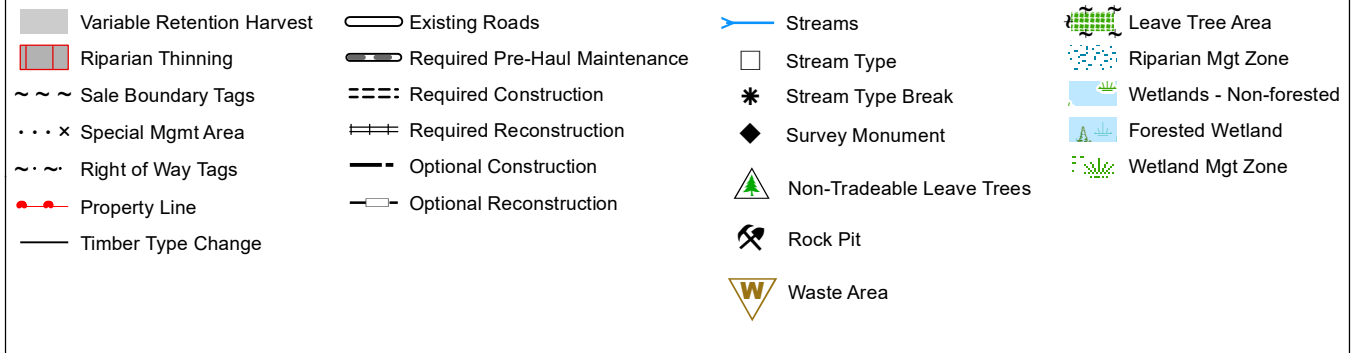 Variable Retention Harvest
Riparian Thinning
Sale Boundary Tags
Special Mgmt Area
Right of Way Tags
Property Line
Timber Type Change
Existing Roads
Required Pre-Haul Maintenance
Required Construction
Required Reconstruction
Optional Construction
Optional Reconstruction
Streams
Stream Type
Stream Type Break
Survey Monument
Non-Tradeable Leave Trees
Rock Pit
W Waste Area
Leave Tree Area
Riparian Mgt Zone
Wetlands - Non-forested
Forested Wetland
Wetland Mgt Zone